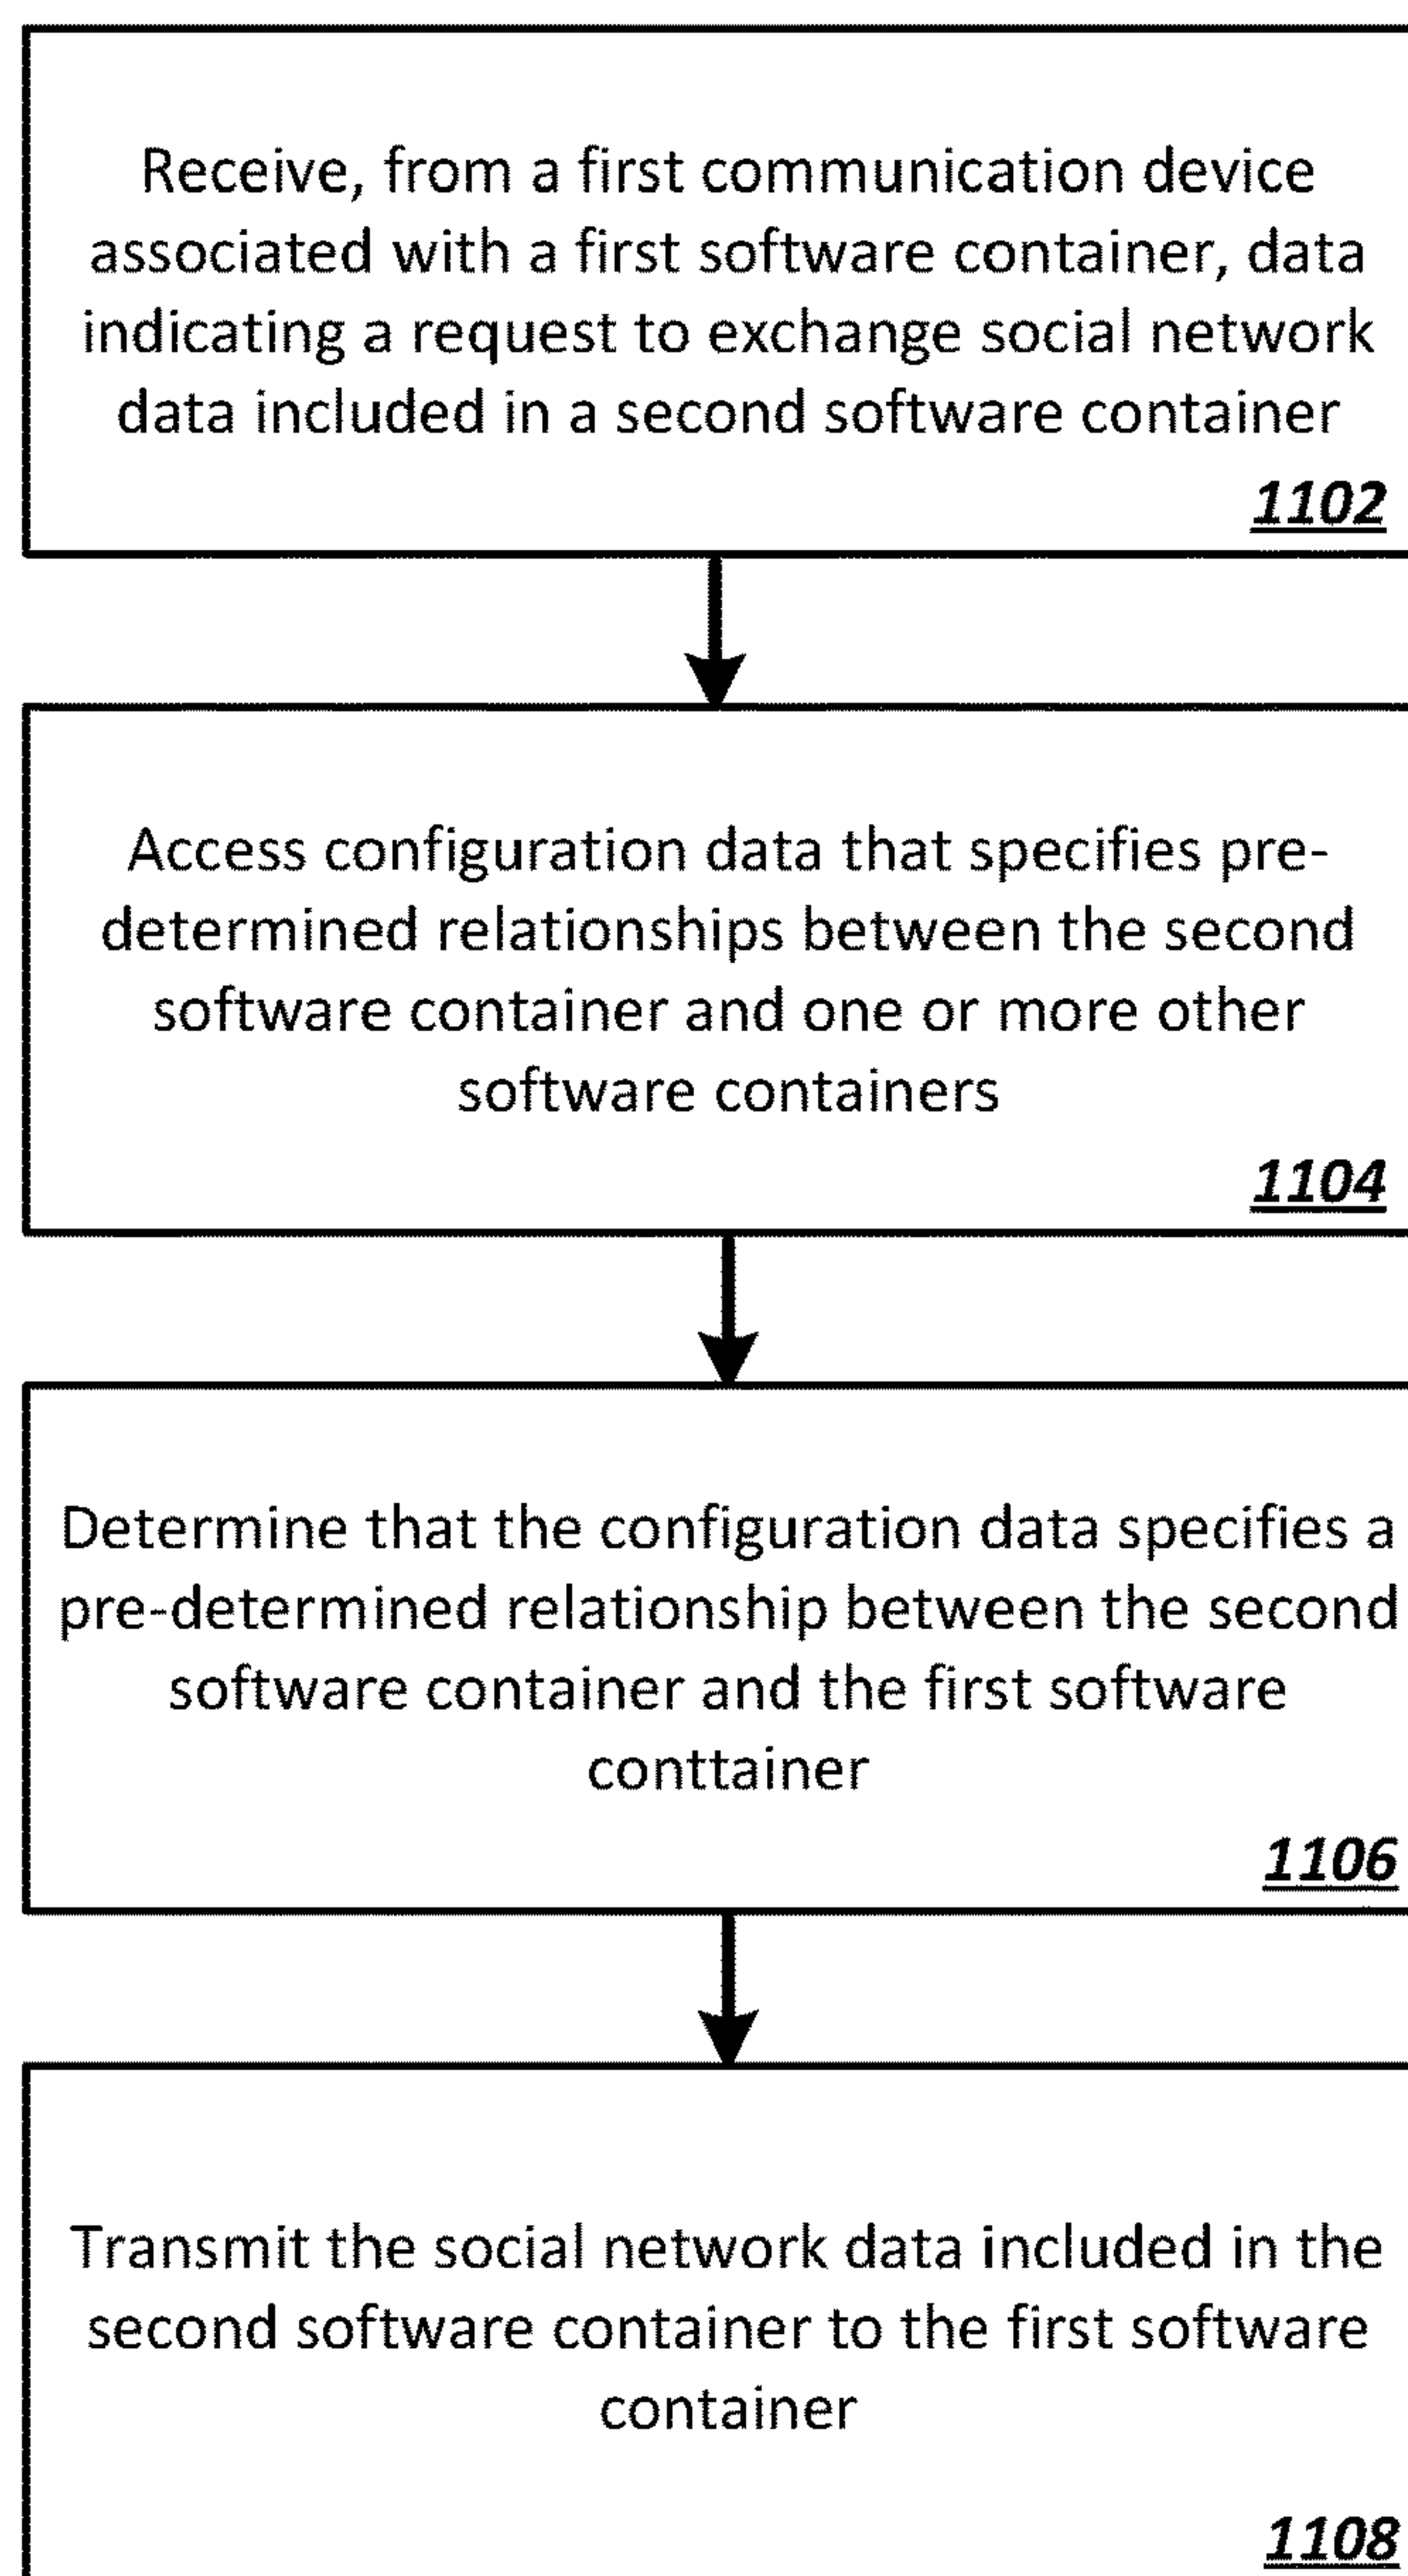 Receive, from a first communication device
associated with a first software container, data
indicating a request to exchange social network
data included in a second software container
1102
Access configuration data that specifies pre-
determined relationships between the second
software container and one or more other
software containers
1104
Determine that the configuration data specifies a
pre-determined relationship between the second
software container and the first software
conttainer
1106
Transmit the social network data included in the
second software container to the first software
container
1108